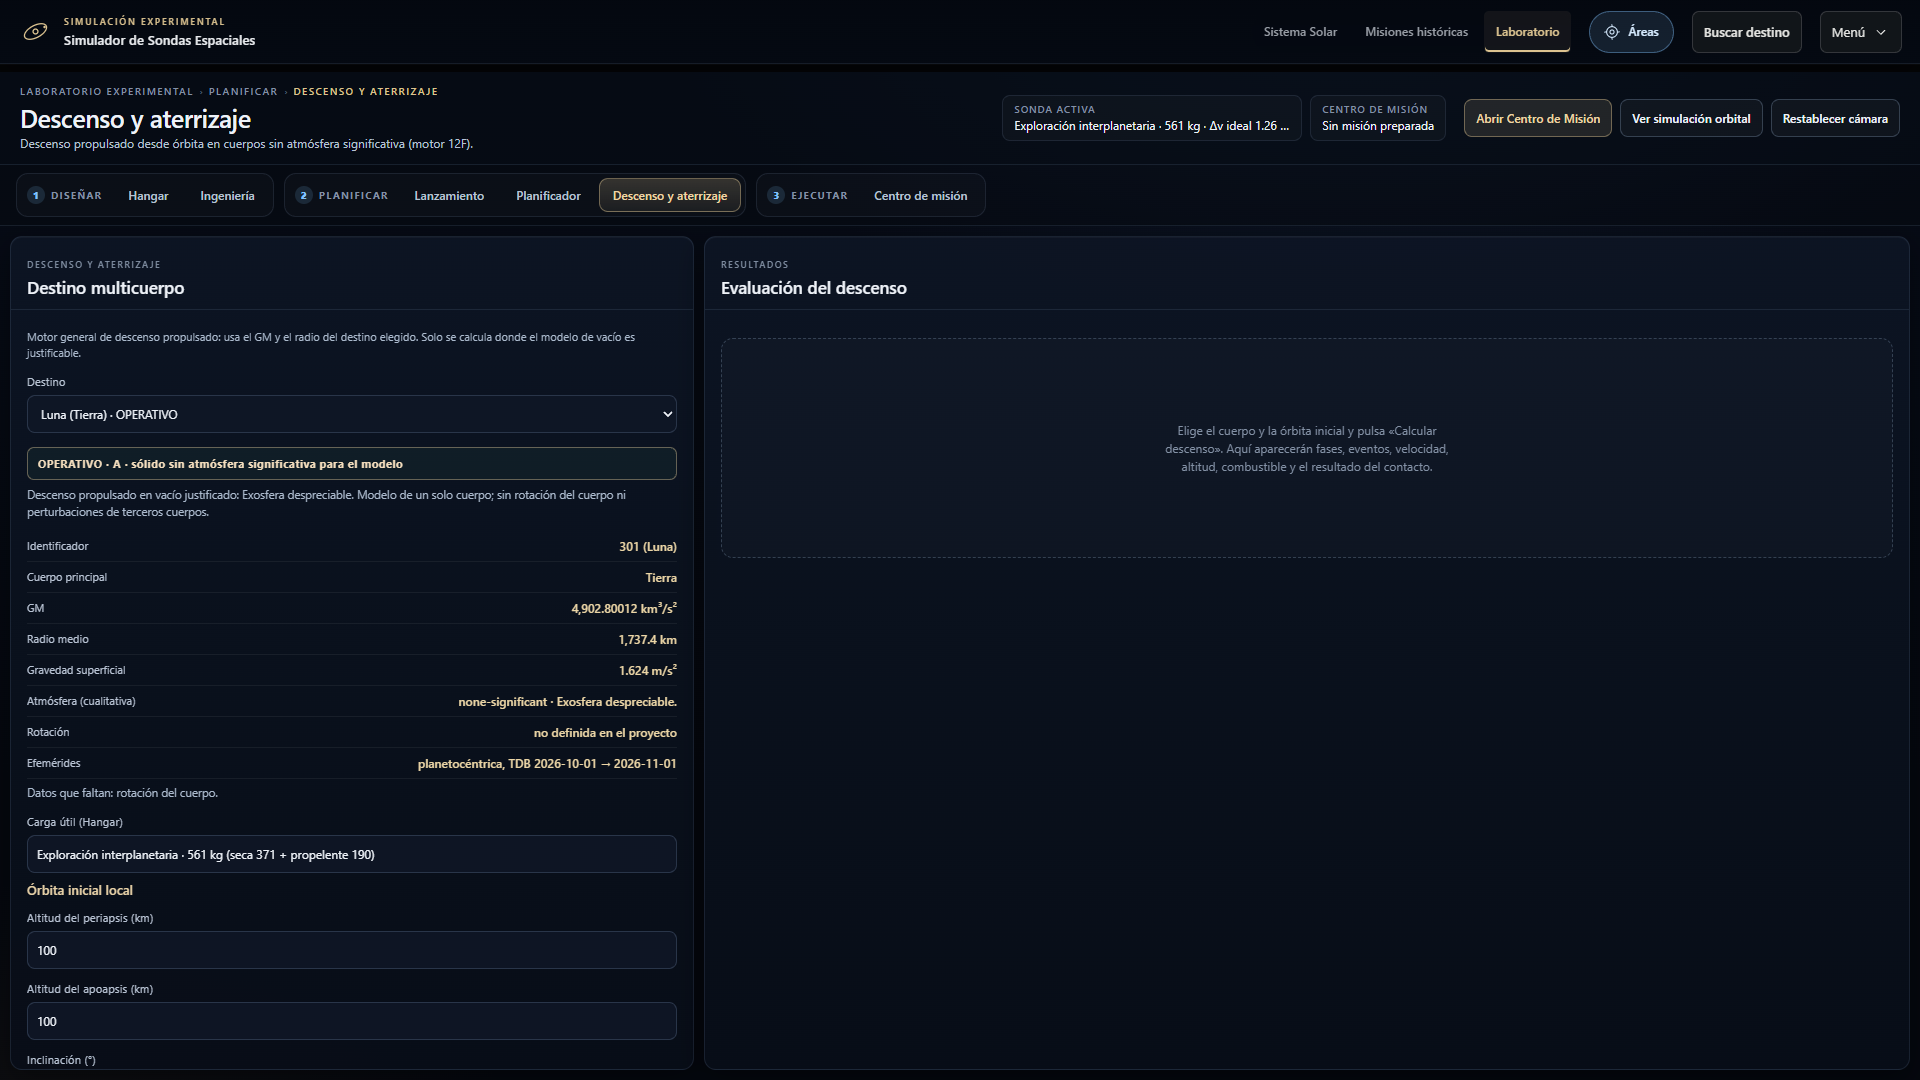 SIMULACIÓN EXPERIMENTAL
Simulador de Sondas Espaciales
Sistema Solar
Misiones históricas
Laboratorio
Áreas
Buscar destino
Menú
LABORATORIO EXPERIMENTAL › PLANIFICAR › DESCENSO Y ATERRIZAJE
Descenso y aterrizaje
Descenso propulsado desde órbita en cuerpos sin atmósfera significativa (motor 12F).
SONDA ACTIVA
Exploración interplanetaria · 561 kg · Δv ideal 1.26 ...
CENTRO DE MISIÓN
Sin misión preparada
Abrir Centro de Misión
Ver simulación orbital
Restablecer cámara
1 DISEÑAR
Hangar
Ingeniería
2 PLANIFICAR
Lanzamiento
Planificador
Descenso y aterrizaje
3 EJECUTAR
Centro de misión
DESCENSO Y ATERRIZAJE
Destino multicuerpo
Motor general de descenso propulsado: usa el GM y el radio del destino elegido. Solo se calcula donde el modelo de vacío es
justificable.
Destino
Luna (Tierra) · OPERATIVO
OPERATIVO · A · sólido sin atmósfera significativa para el modelo
Descenso propulsado en vacío justificado: Exosfera despreciable. Modelo de un solo cuerpo; sin rotación del cuerpo ni
perturbaciones de terceros cuerpos.
Identificador
301 (Luna)
Cuerpo principal
Tierra
GM
4,902.80012 km³/s²
Radio medio
1,737.4 km
Gravedad superficial
1.624 m/s²
Atmósfera (cualitativa)
none-significant · Exosfera despreciable.
Rotación
no definida en el proyecto
Efemérides
planetocéntrica, TDB 2026-10-01 → 2026-11-01
Datos que faltan: rotación del cuerpo.
Carga útil (Hangar)
Exploración interplanetaria · 561 kg (seca 371 + propelente 190)
Órbita inicial local
Altitud del periapsis (km)
100
Altitud del apoapsis (km)
100
Inclinación (°)
RESULTADOS
Evaluación del descenso
Elige el cuerpo y la órbita inicial y pulsa «Calcular
descenso». Aquí aparecerán fases, eventos, velocidad,
altitud, combustible y el resultado del contacto.